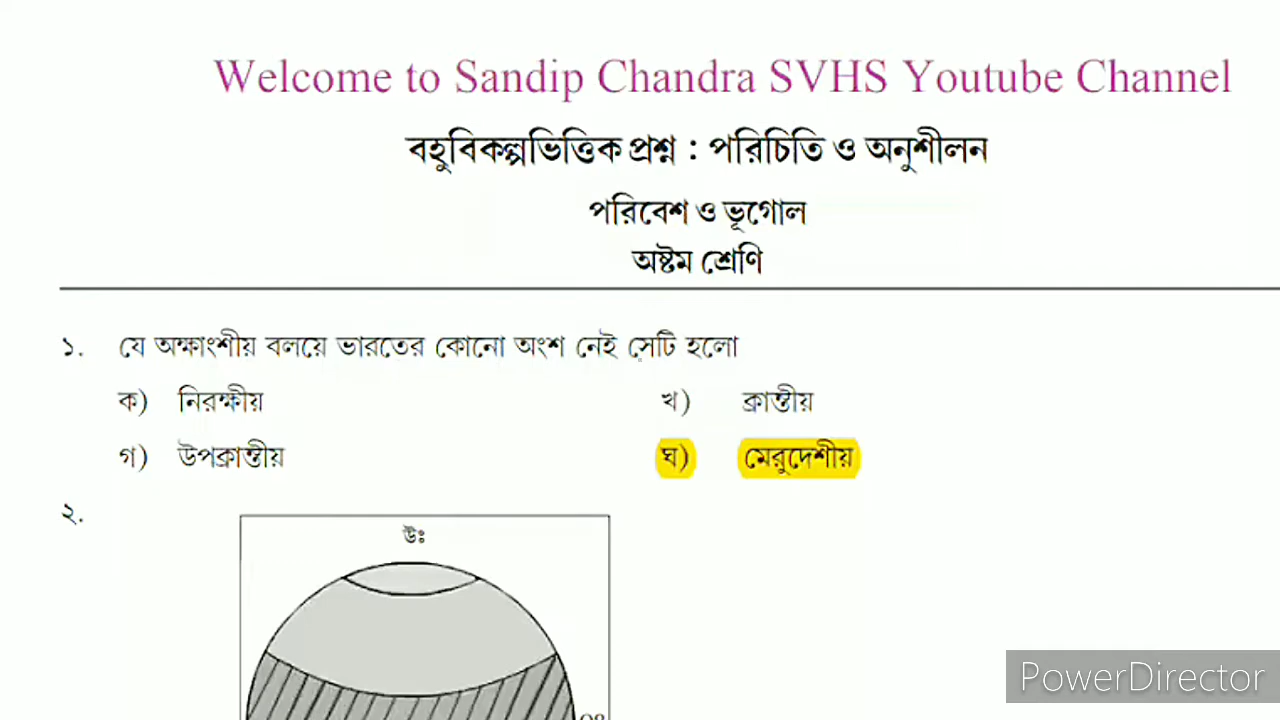 Welcome to Sandip Chandra SVHS Youtube Channel
বহুবিকল্পভিত্তিক প্রশ্ন : পরিচিতি ও অনুশীলন
পরিবেশ ও ভূগোল
অষ্টম শ্রেণি
১. যে অক্ষাংশীয় বলয়ে ভারতের কোনো অংশ নেই সেটি হলো
ক) নিরক্ষীয় খ) ক্রান্তীয়
গ) উপক্রান্তীয় ঘ) মেরুদেশীয়
২.
উঃ
PowerDirector